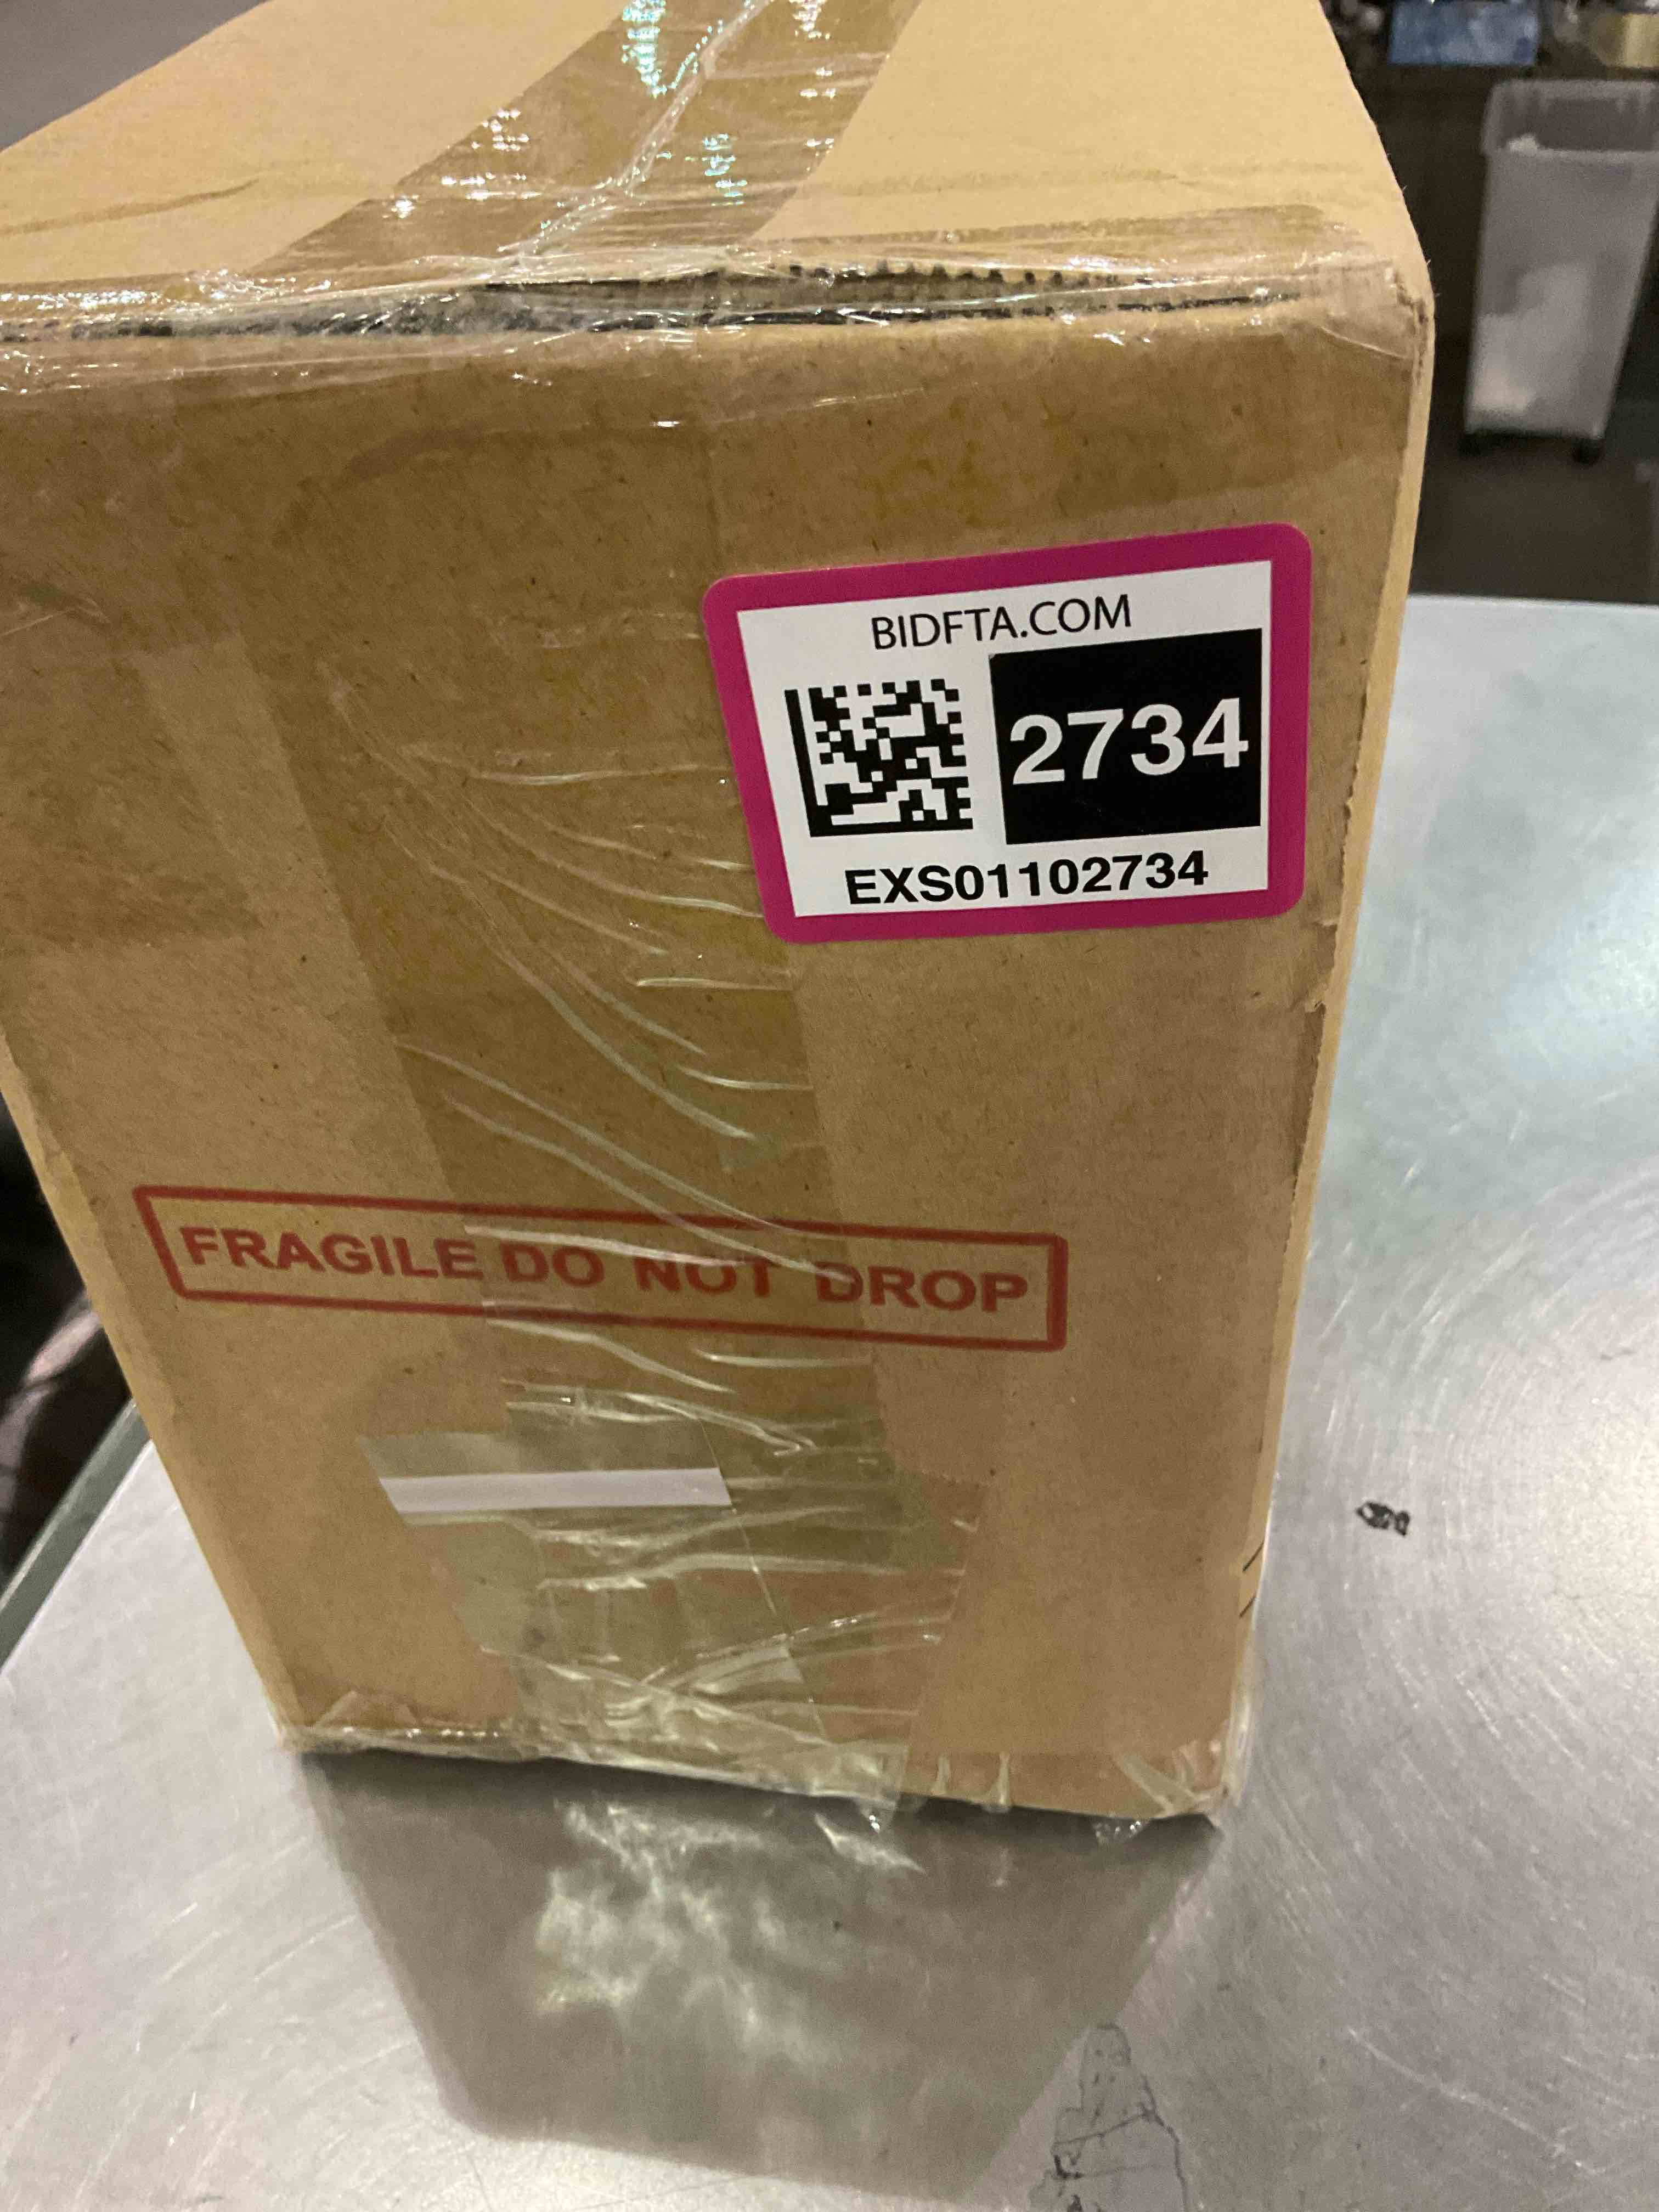 BIDFTA.COM
2734
EXS01102734
FRAGILE DO NOT DROP